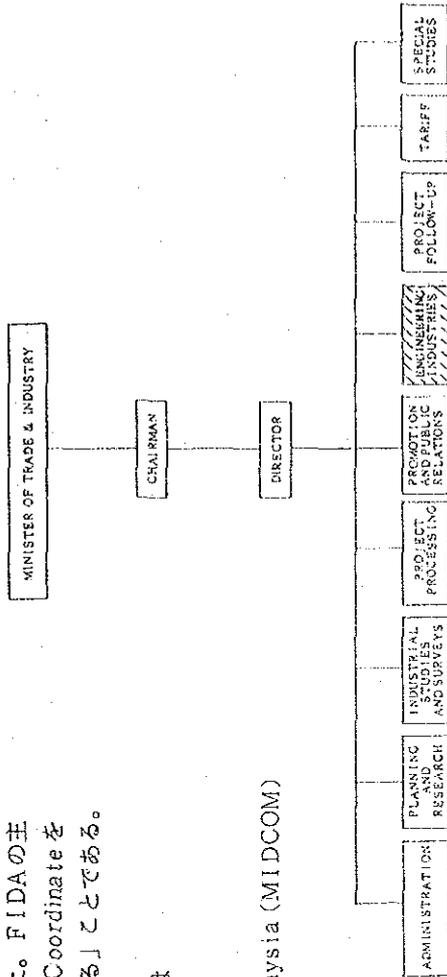 MINISTER OF TRADE & INDUSTRY
CHAIRMAN
DIRECTOR
ADMINISTRATION
PLANNING
AND
RESEARCH
INDUSTRIAL
STUDIES
AND SURVEYS
PROJECT
PROCESSING
PROMOTION
AND PUBLIC
RELATIONS
ENGINEERING
INDUSTRIES
PROJECT
FOLLOW-UP
TARIFF
SPECIAL
STUDIES
。FIDAの主
Coordinateを
る」ことである。
ysia (MIDCOM)